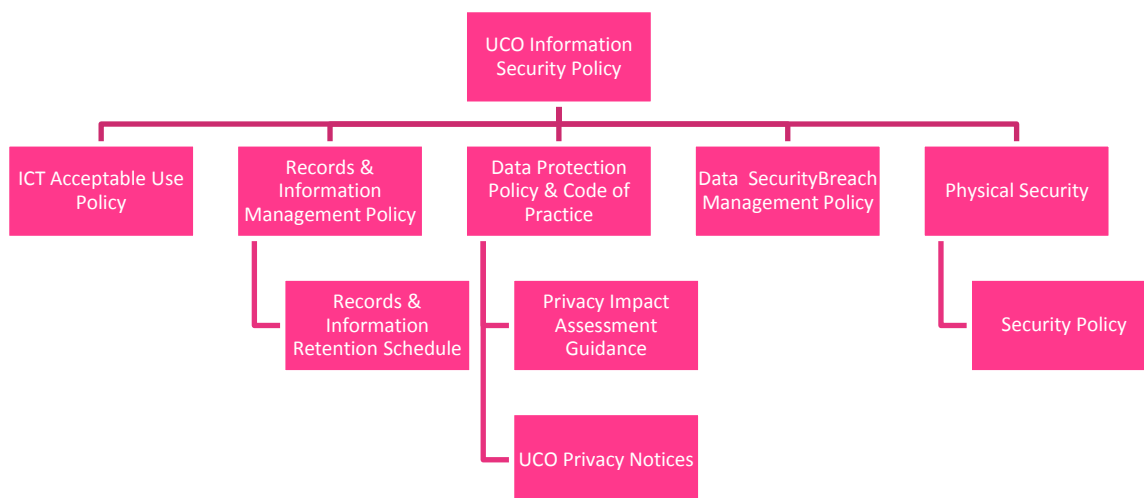 UCO Information
Security Policy
ICT Acceptable Use
Policy
Records &
Information
Management Policy
Data Protection
Policy & Code of
Practice
Data SecurityBreach
Management Policy
Physical Security
Records &
Information
Retention Schedule
Privacy Impact
Assessment
Guidance
Security Policy
UCO Privacy Notices